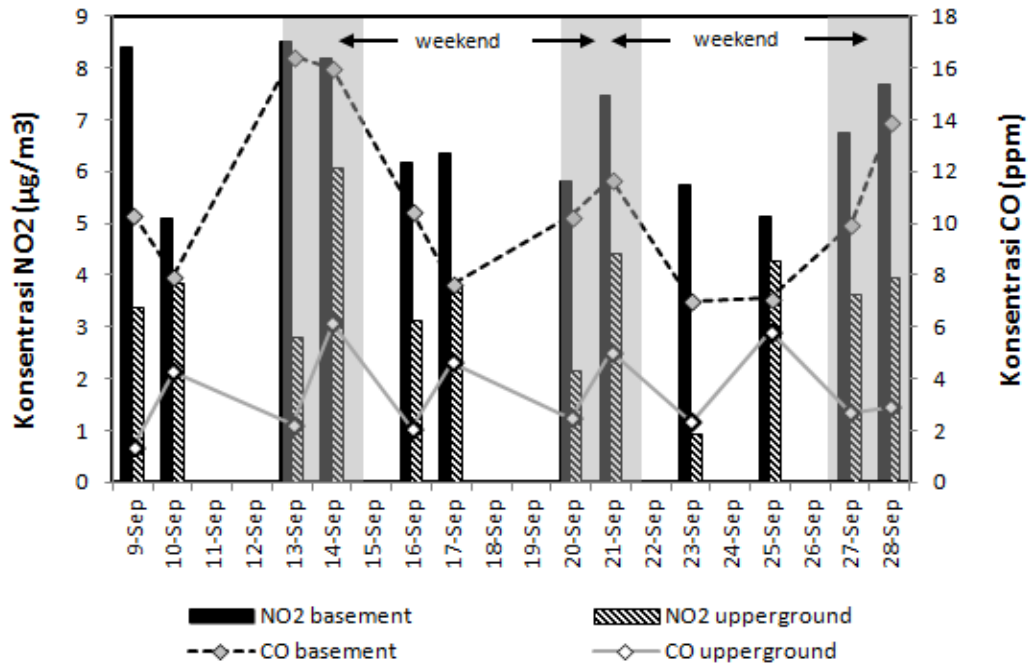 Konsentrasi NO2 (µg/m3)
9
8
7
6
5
4
3
2
1
0
weekend
weekend
18
16
14
12
10
8
6
4
2
0
Konsentrasi CO (ppm)
9-Sep
10-Sep
11-Sep
12-Sep
13-Sep
14-Sep
15-Sep
16-Sep
17-Sep
18-Sep
19-Sep
20-Sep
21-Sep
22-Sep
23-Sep
24-Sep
25-Sep
26-Sep
27-Sep
28-Sep
NO2 basement
NO2 upperground
CO basement
CO upperground